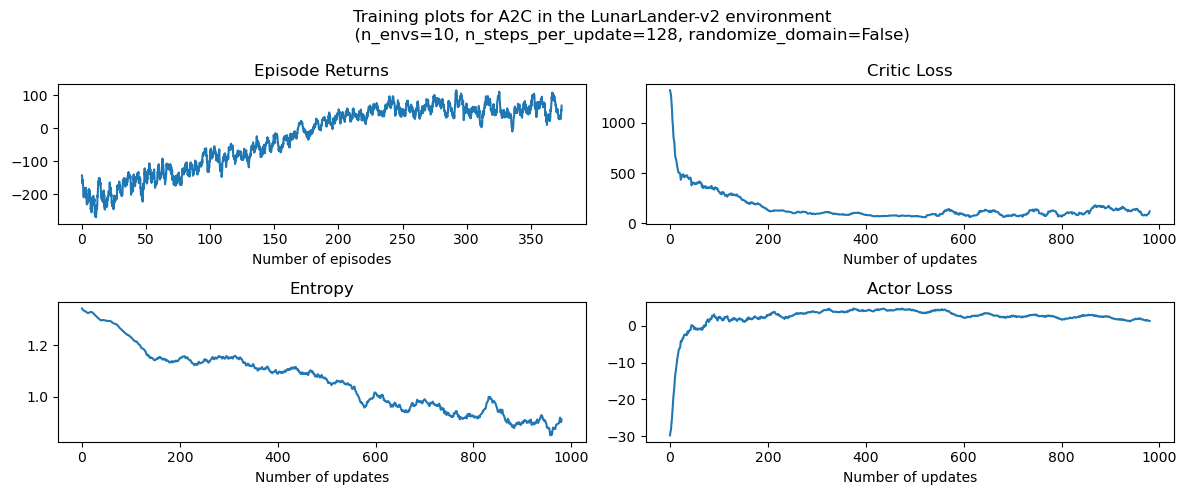 Training plots for A2C in the LunarLander-v2 environment
(n_envs=10, n_steps_per_update=128, randomize_domain=False)
Episode Returns
100
0
−100
−200
0 50 100 150 200 250 300 350
Number of episodes
Critic Loss
1000
500
0
0 200 400 600 800 1000
Number of updates
Entropy
1.2
1.0
0 200 400 600 800 1000
Number of updates
Actor Loss
0
−10
−20
−30
0 200 400 600 800 1000
Number of updates